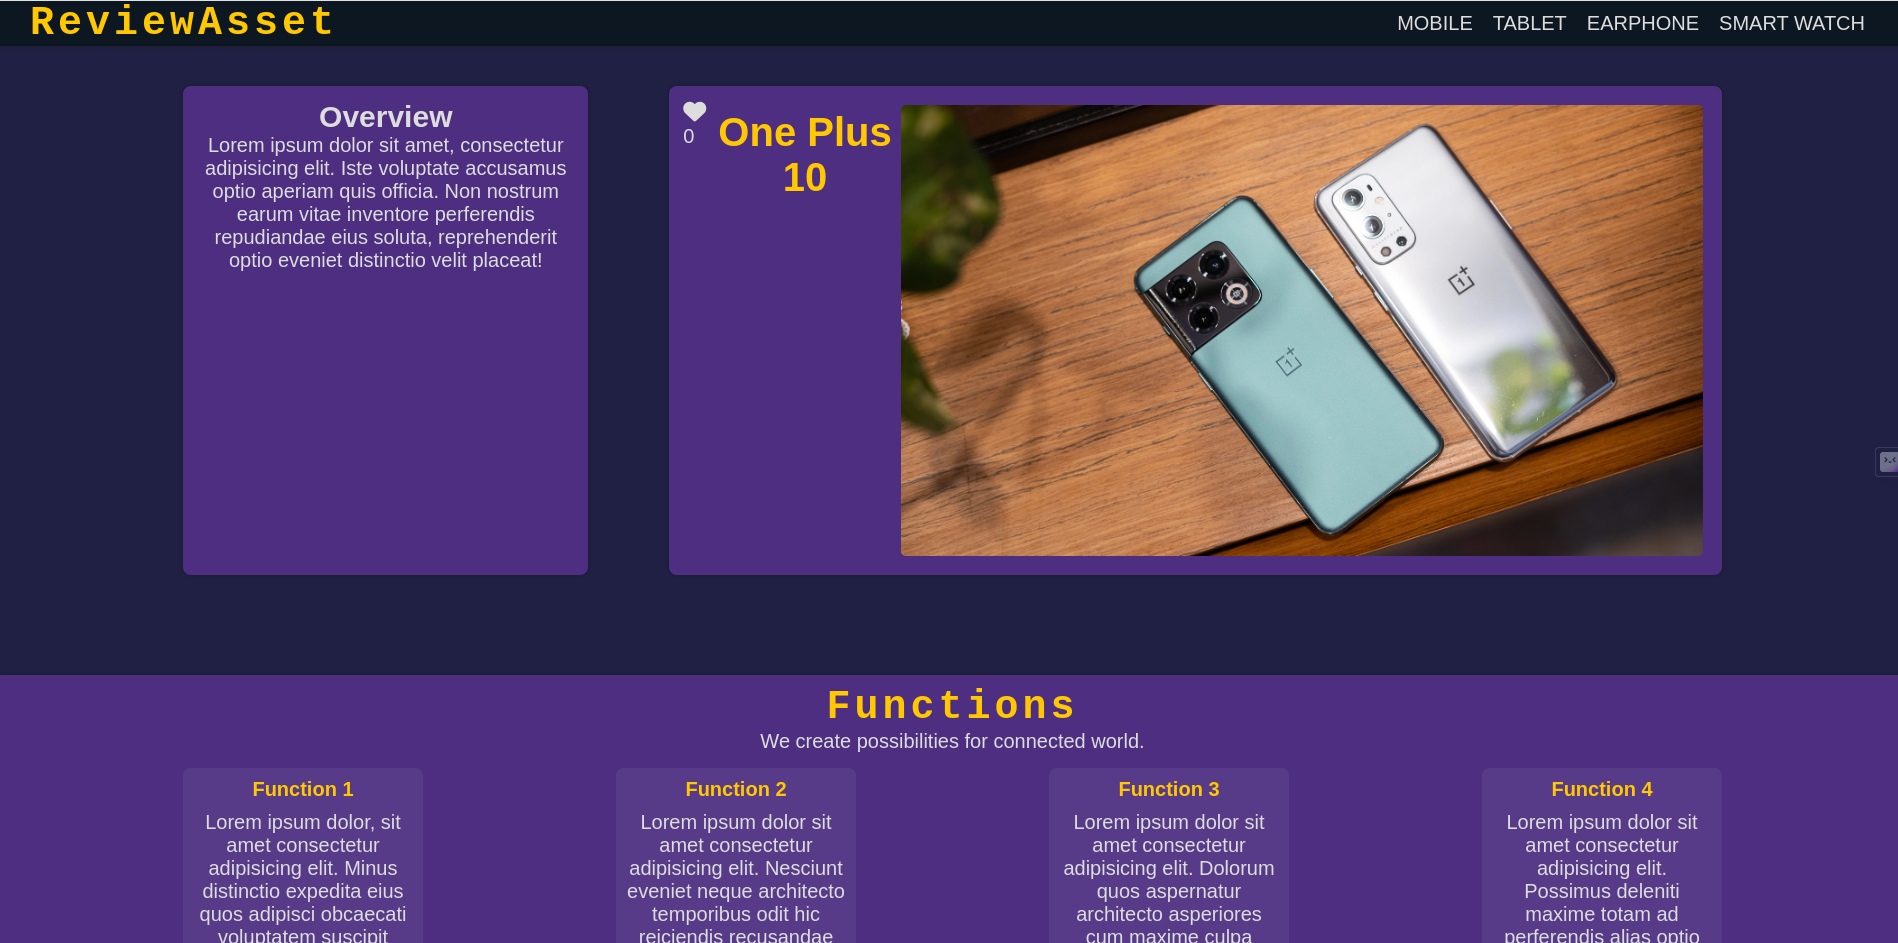 ReviewAsset
MOBILE TABLET EARPHONE SMART WATCH
Overview
Lorem ipsum dolor sit amet, consectetur
adipisicing elit. Iste voluptate accusamus
optio aperiam quis officia. Non nostrum
earum vitae inventore perferendis
repudiandae eius soluta, reprehenderit
optio eveniet distinctio velit placeat!
0
One Plus
10
Functions
We create possibilities for connected world.
Function 1
Lorem ipsum dolor, sit
amet consectetur
adipisicing elit. Minus
distinctio expedita eius
quos adipisci obcaecati
voluptatem suscipit
Function 2
Lorem ipsum dolor sit
amet consectetur
adipisicing elit. Nesciunt
eveniet neque architecto
temporibus odit hic
reiciendis recusandae
Function 3
Lorem ipsum dolor sit
amet consectetur
adipisicing elit. Dolorum
quos aspernatur
architecto asperiores
cum maxime culpa
Function 4
Lorem ipsum dolor sit
amet consectetur
adipisicing elit.
Possimus deleniti
maxime totam ad
perferendis alias optio